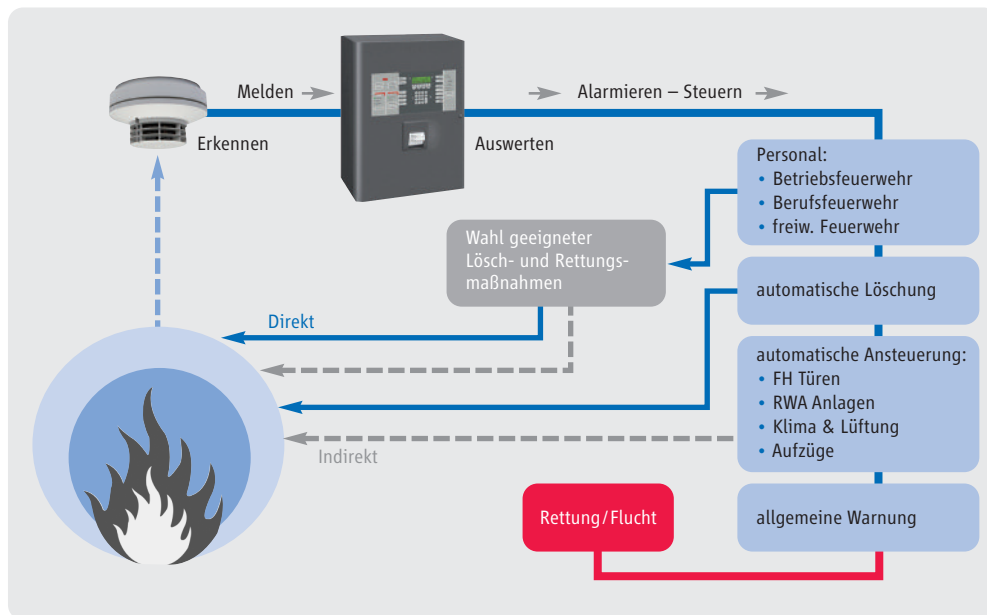 Melden
Erkennen
Auswerten
Alarmieren – Steuern
Personal:
• Betriebsfeuerwehr
• Berufsfeuerwehr
• freiw. Feuerwehr
Wahl geeigneter
Lösch- und Rettungs-
maßnahmen
automatische Löschung
Direkt
automatische Ansteuerung:
• FH Türen
• RWA Anlagen
• Klima & Lüftung
• Aufzüge
Indirekt
Rettung/Flucht
allgemeine Warnung